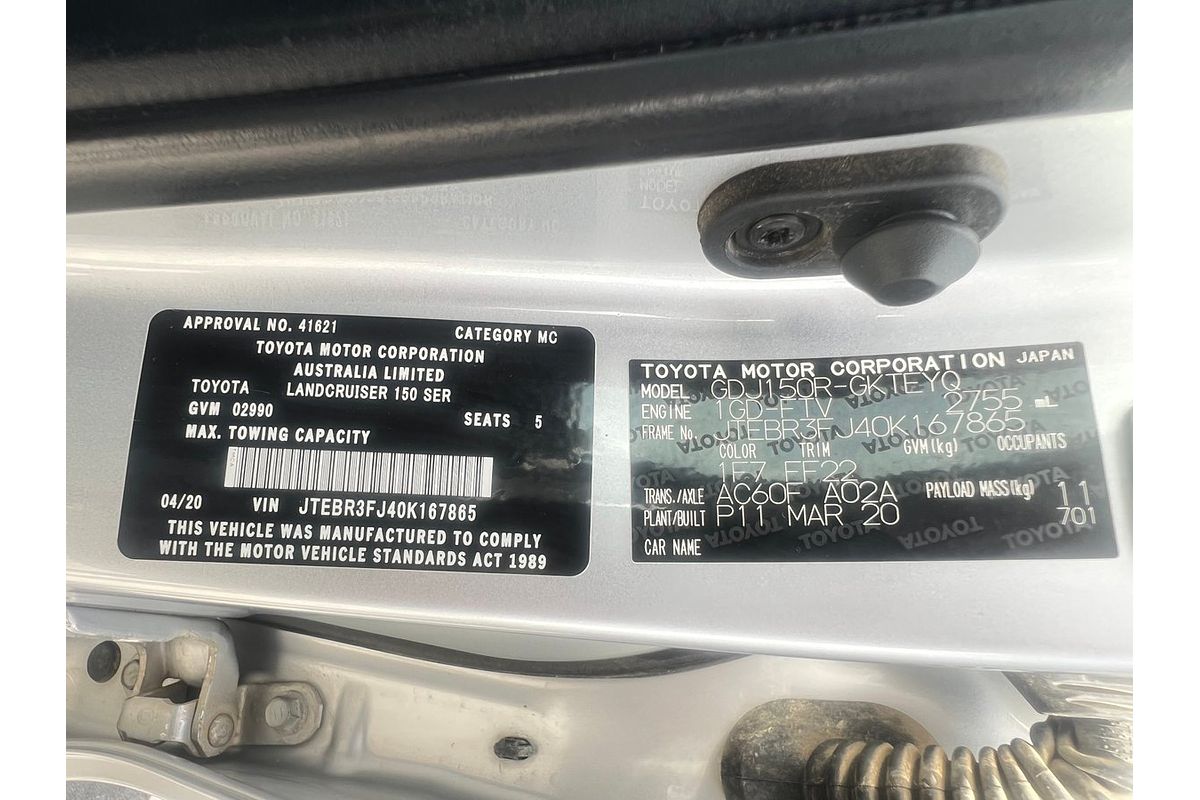 APPROVAL NO. 41621 CATEGORY MC
TOYOTA MOTOR CORPORATION
AUSTRALIA LIMITED
TOYOTA LANDCRUISER 150 SER
GVM 02990 SEATS 5
MAX. TOWING CAPACITY
04/20 VIN JTEBR3FJ40K167865
THIS VEHICLE WAS MANUFACTURED TO COMPLY
WITH THE MOTOR VEHICLE STANDARDS ACT 1989
TOYOTA MOTOR CORPORATION JAPAN
MODEL GDJ150R-GKTEYQ
ENGINE 1GD-FTV 2755 mL
FRAME No. JTEBR3FJ40K167865
COLOR TRIM GVM(kg) OCCUPANTS
1F7 FF22
TRANS./AXLE AC60F A02A PAYLOAD MASS(kg) 11
PLANT/BUILT P11 MAR 20 701
CAR NAME